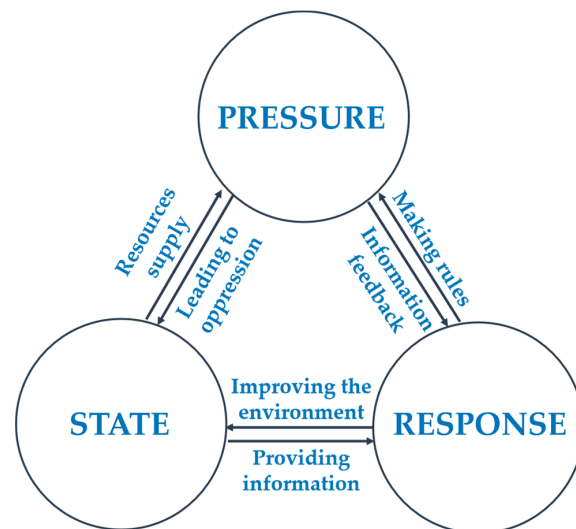 PRESSURE
Resources
supply
Leading to
oppression
Making rules
Information
feedback
STATE
Improving the
environment
Providing
information
RESPONSE